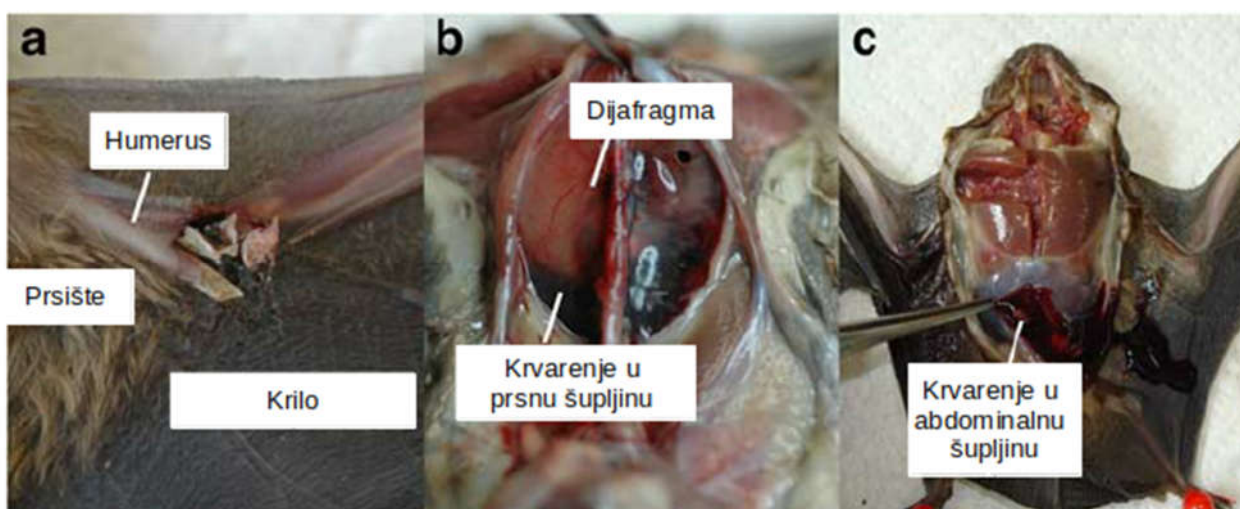 a
Humerus
Prsište
Krilo
b
Dijafragma
Krvarenje u
prsnu šupljinu
c
Krvarenje u
abdominalnu
šupljinu